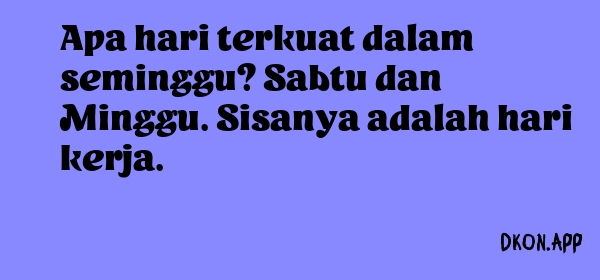 Apa hari terkuat dalam
seminggu? Sabtu dan
Minggu. Sisanya adalah hari
kerja.
DKON.APP